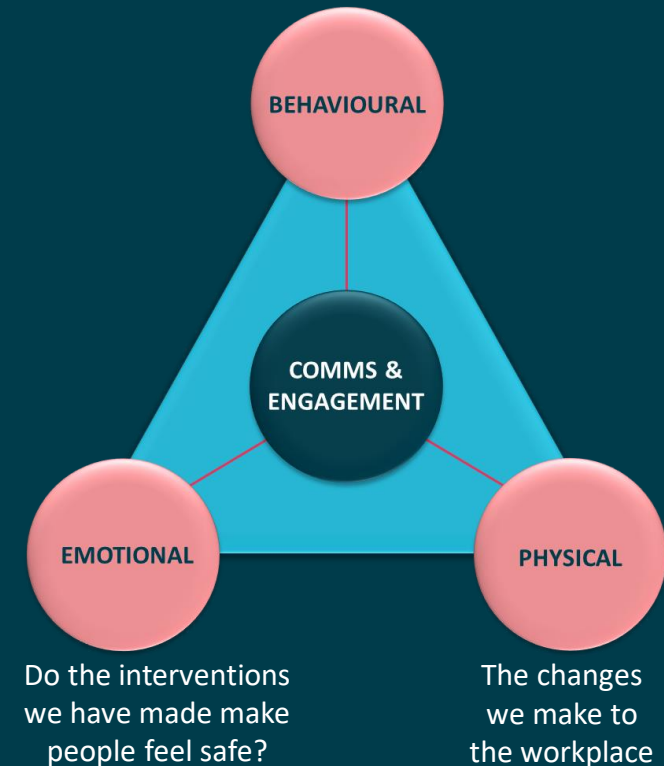 BEHAVIOURAL
COMMS &
ENGAGEMENT
EMOTIONAL
PHYSICAL
Do the interventions
we have made make
people feel safe?
The changes
we make to
the workplace